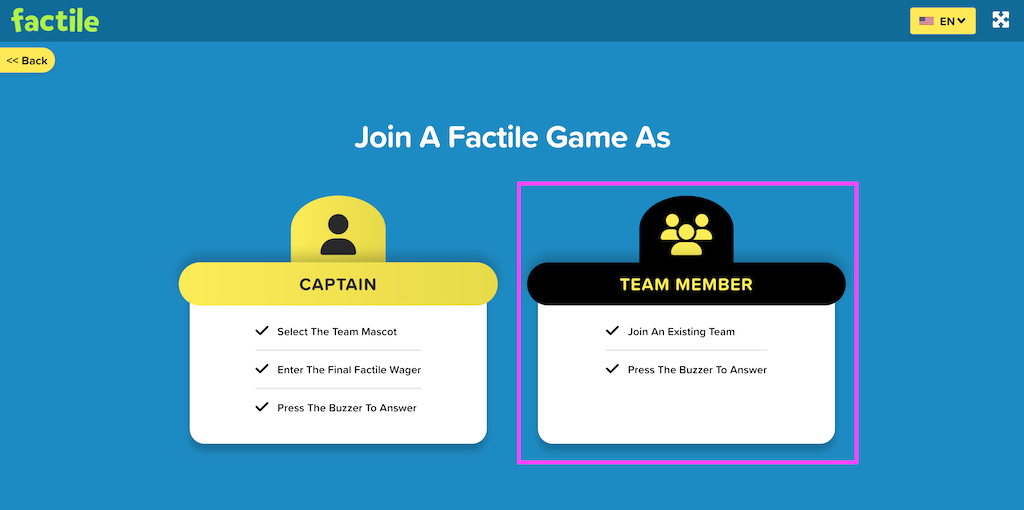 factile
EN
<< Back
Join A Factile Game As
CAPTAIN
Select The Team Mascot
Enter The Final Factile Wager
Press The Buzzer To Answer
TEAM MEMBER
Join An Existing Team
Press The Buzzer To Answer